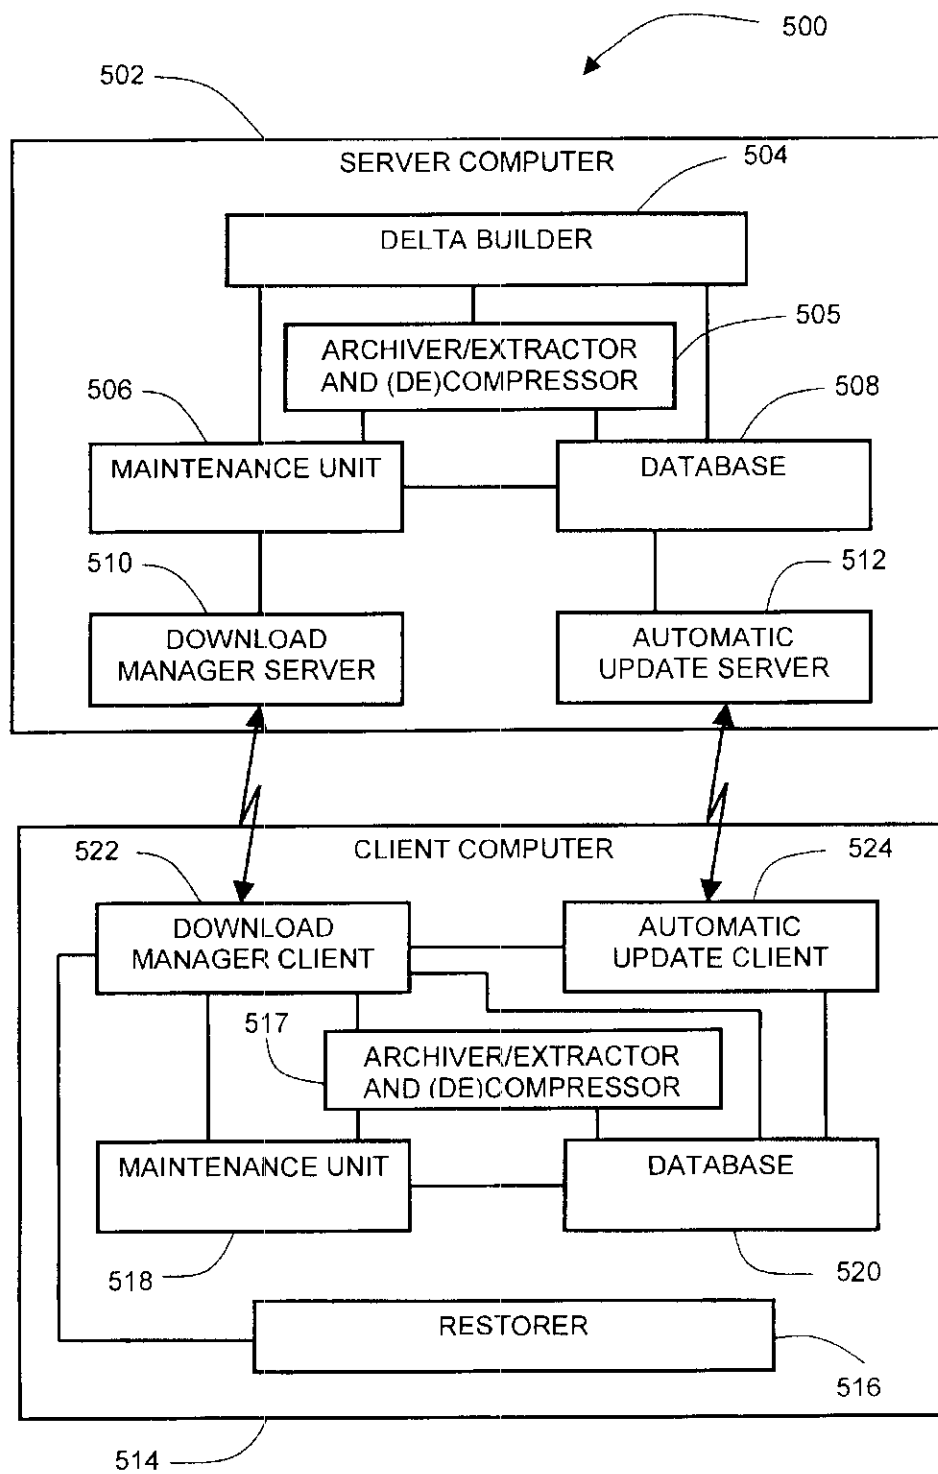 500
502
SERVER COMPUTER
504
DELTA BUILDER
505
ARCHIVER/EXTRACTOR
AND (DE)COMPRESSOR
506
508
MAINTENANCE UNIT
DATABASE
510
512
DOWNLOAD
MANAGER SERVER
AUTOMATIC
UPDATE SERVER
522
CLIENT COMPUTER
524
DOWNLOAD
MANAGER CLIENT
AUTOMATIC
UPDATE CLIENT
517
ARCHIVER/EXTRACTOR
AND (DE)COMPRESSOR
MAINTENANCE UNIT
DATABASE
518
520
RESTORER
516
514